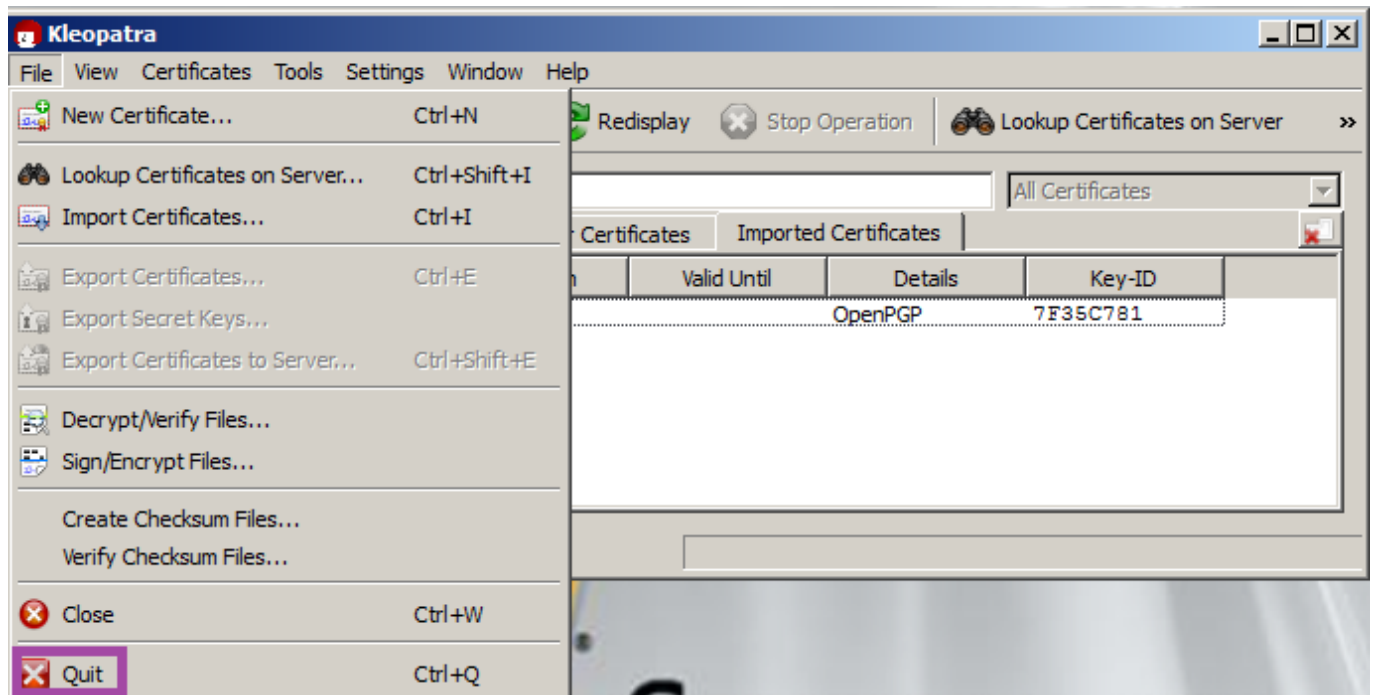 Kleopatra
File View Certificates Tools Settings Window Help
New Certificate... Ctrl+N
Redisplay Stop Operation Lookup Certificates on Server »
Lookup Certificates on Server... Ctrl+Shift+I
All Certificates
Import Certificates... Ctrl+I
Certificates Imported Certificates
Export Certificates... Ctrl+E
Valid Until Details Key-ID
Export Secret Keys...
OpenPGP 7F35C781
Export Certificates to Server... Ctrl+Shift+E
Decrypt/Verify Files...
Sign/Encrypt Files...
Create Checksum Files...
Verify Checksum Files...
Close Ctrl+W
Quit Ctrl+Q